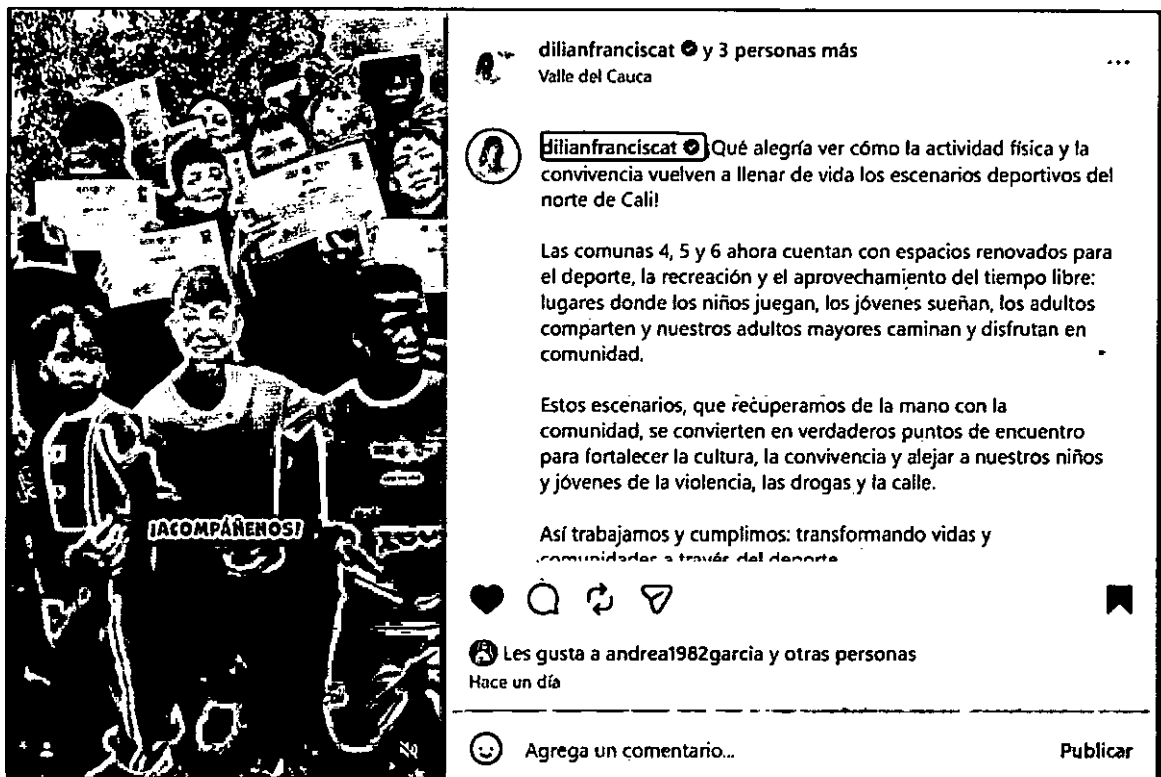 dilianfranciscat y 3 personas más
Valle del Cauca
dilianfranciscat ¡Qué alegría ver cómo la actividad física y la
convivencia vuelven a llenar de vida los escenarios deportivos del
norte de Cali!
Las comunas 4, 5 y 6 ahora cuentan con espacios renovados para
el deporte, la recreación y el aprovechamiento del tiempo libre:
lugares donde los niños juegan, los jóvenes sueñan, los adultos
comparten y nuestros adultos mayores caminan y disfrutan en
comunidad.
Estos escenarios, que recuperamos de la mano con la
comunidad, se convierten en verdaderos puntos de encuentro
para fortalecer la cultura, la convivencia y alejar a nuestros niños
y jóvenes de la violencia, las drogas y la calle.
Así trabajamos y cumplimos: transformando vidas y
comunidades a través del deporte
¡ACOMPÁÑENOS!
Les gusta a andrea1982garcia y otras personas
Hace un día
Agrega un comentario...
Publicar